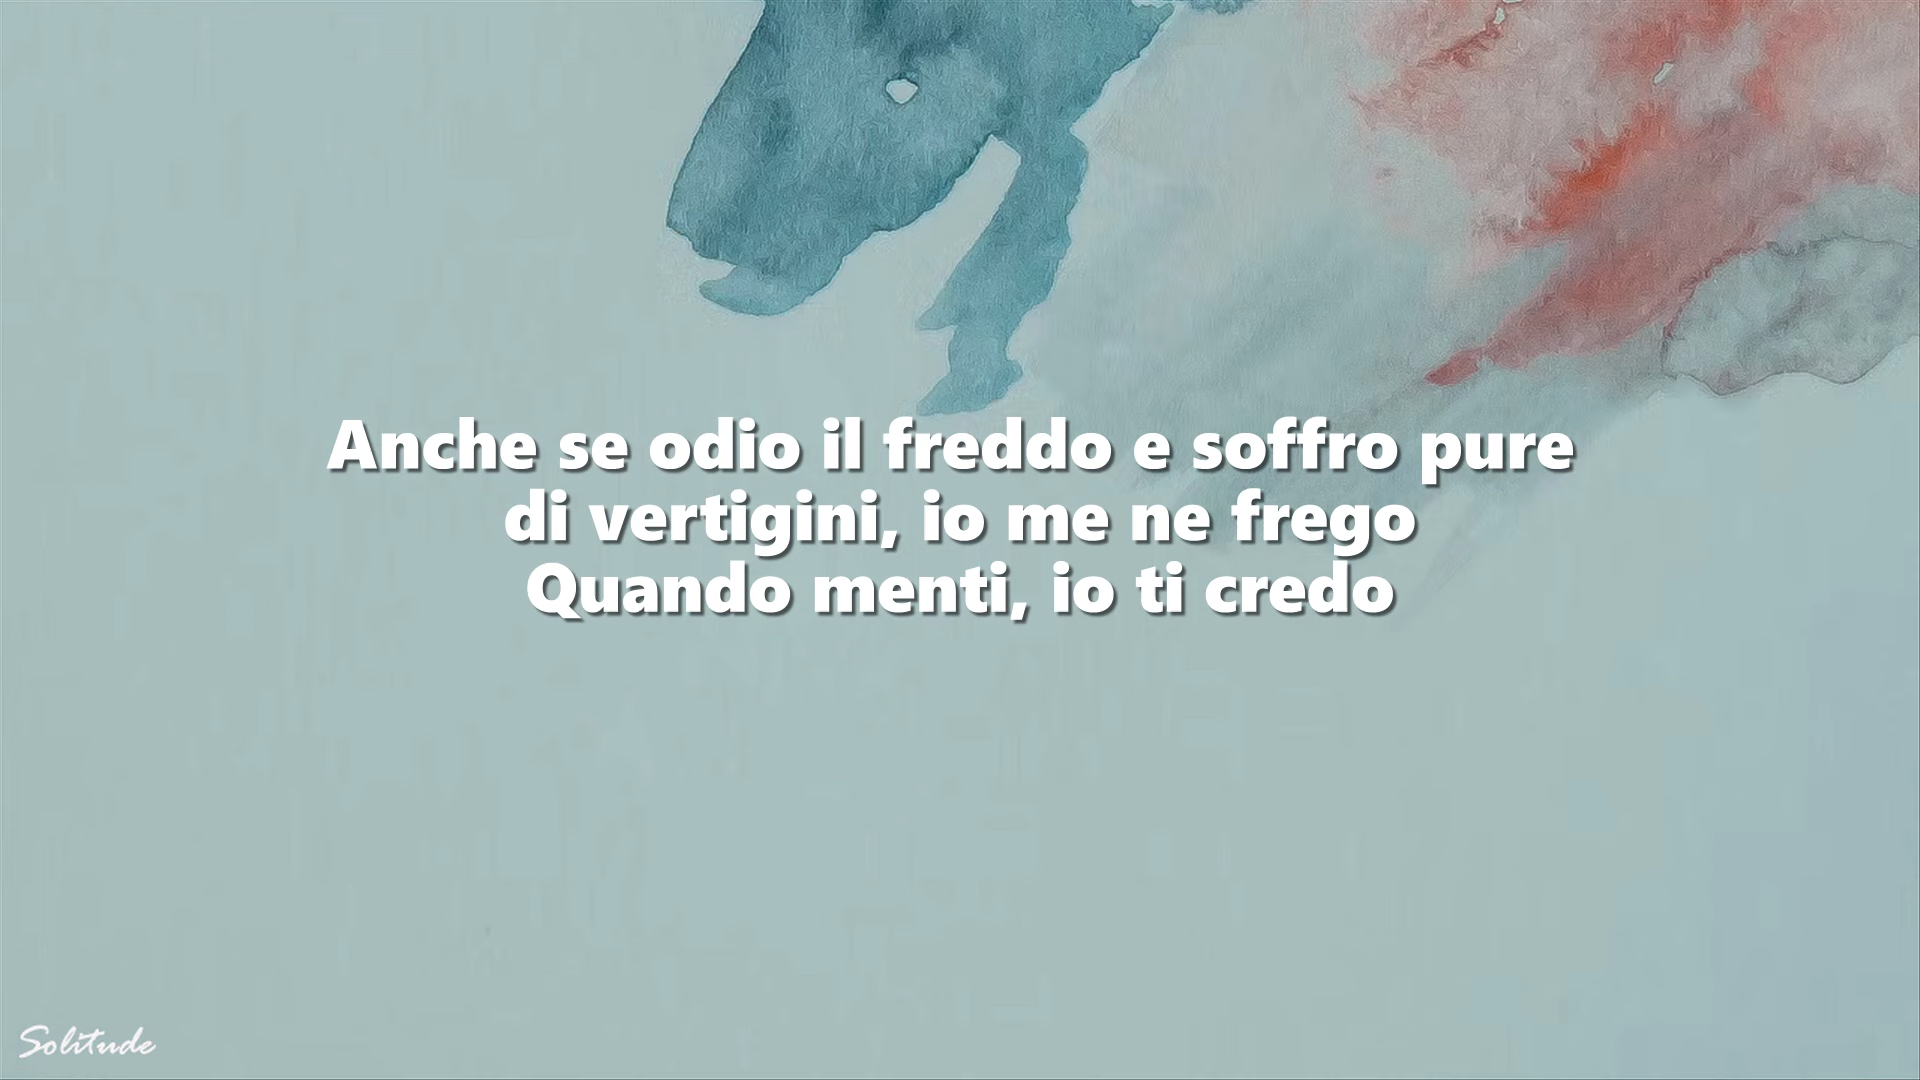 Anche se odio il freddo e soffro pure
di vertigini, io me ne frego
Quando menti, io ti credo
Solitude